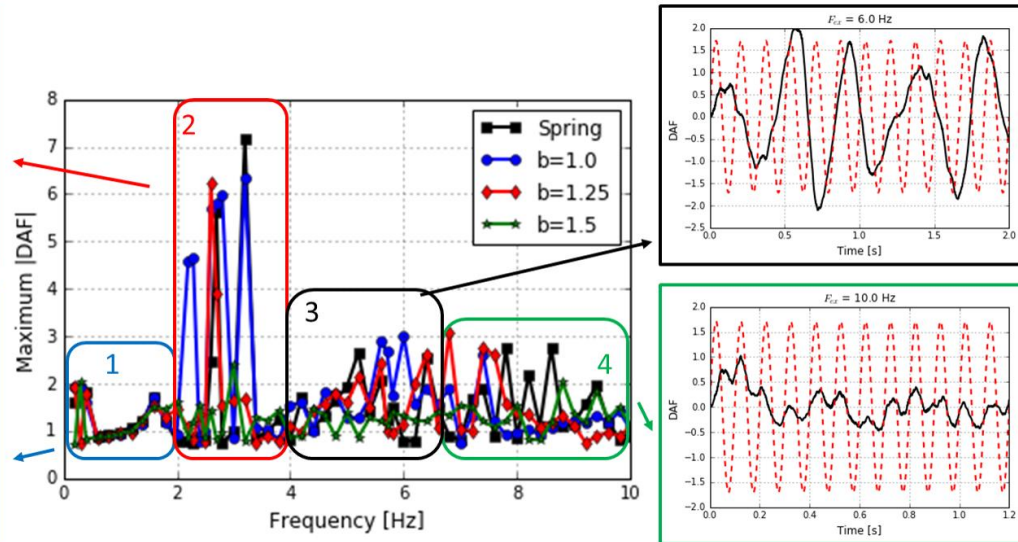 8
7
6
5
4
3
2
1
0
Maximum |DAF|
0 2 4 6 8 10
Frequency [Hz]
Spring
b=1.0
b=1.25
b=1.5
1
2
3
4
F_ex = 6.0 Hz
2.0
1.5
1.0
0.5
0.0
−0.5
−1.0
−1.5
−2.0
−2.5
DAF
0.0 0.5 1.0 1.5 2.0
Time [s]
F_ex = 10.0 Hz
2.0
1.5
1.0
0.5
0.0
−0.5
−1.0
−1.5
−2.0
DAF
0.0 0.2 0.4 0.6 0.8 1.0 1.2
Time [s]